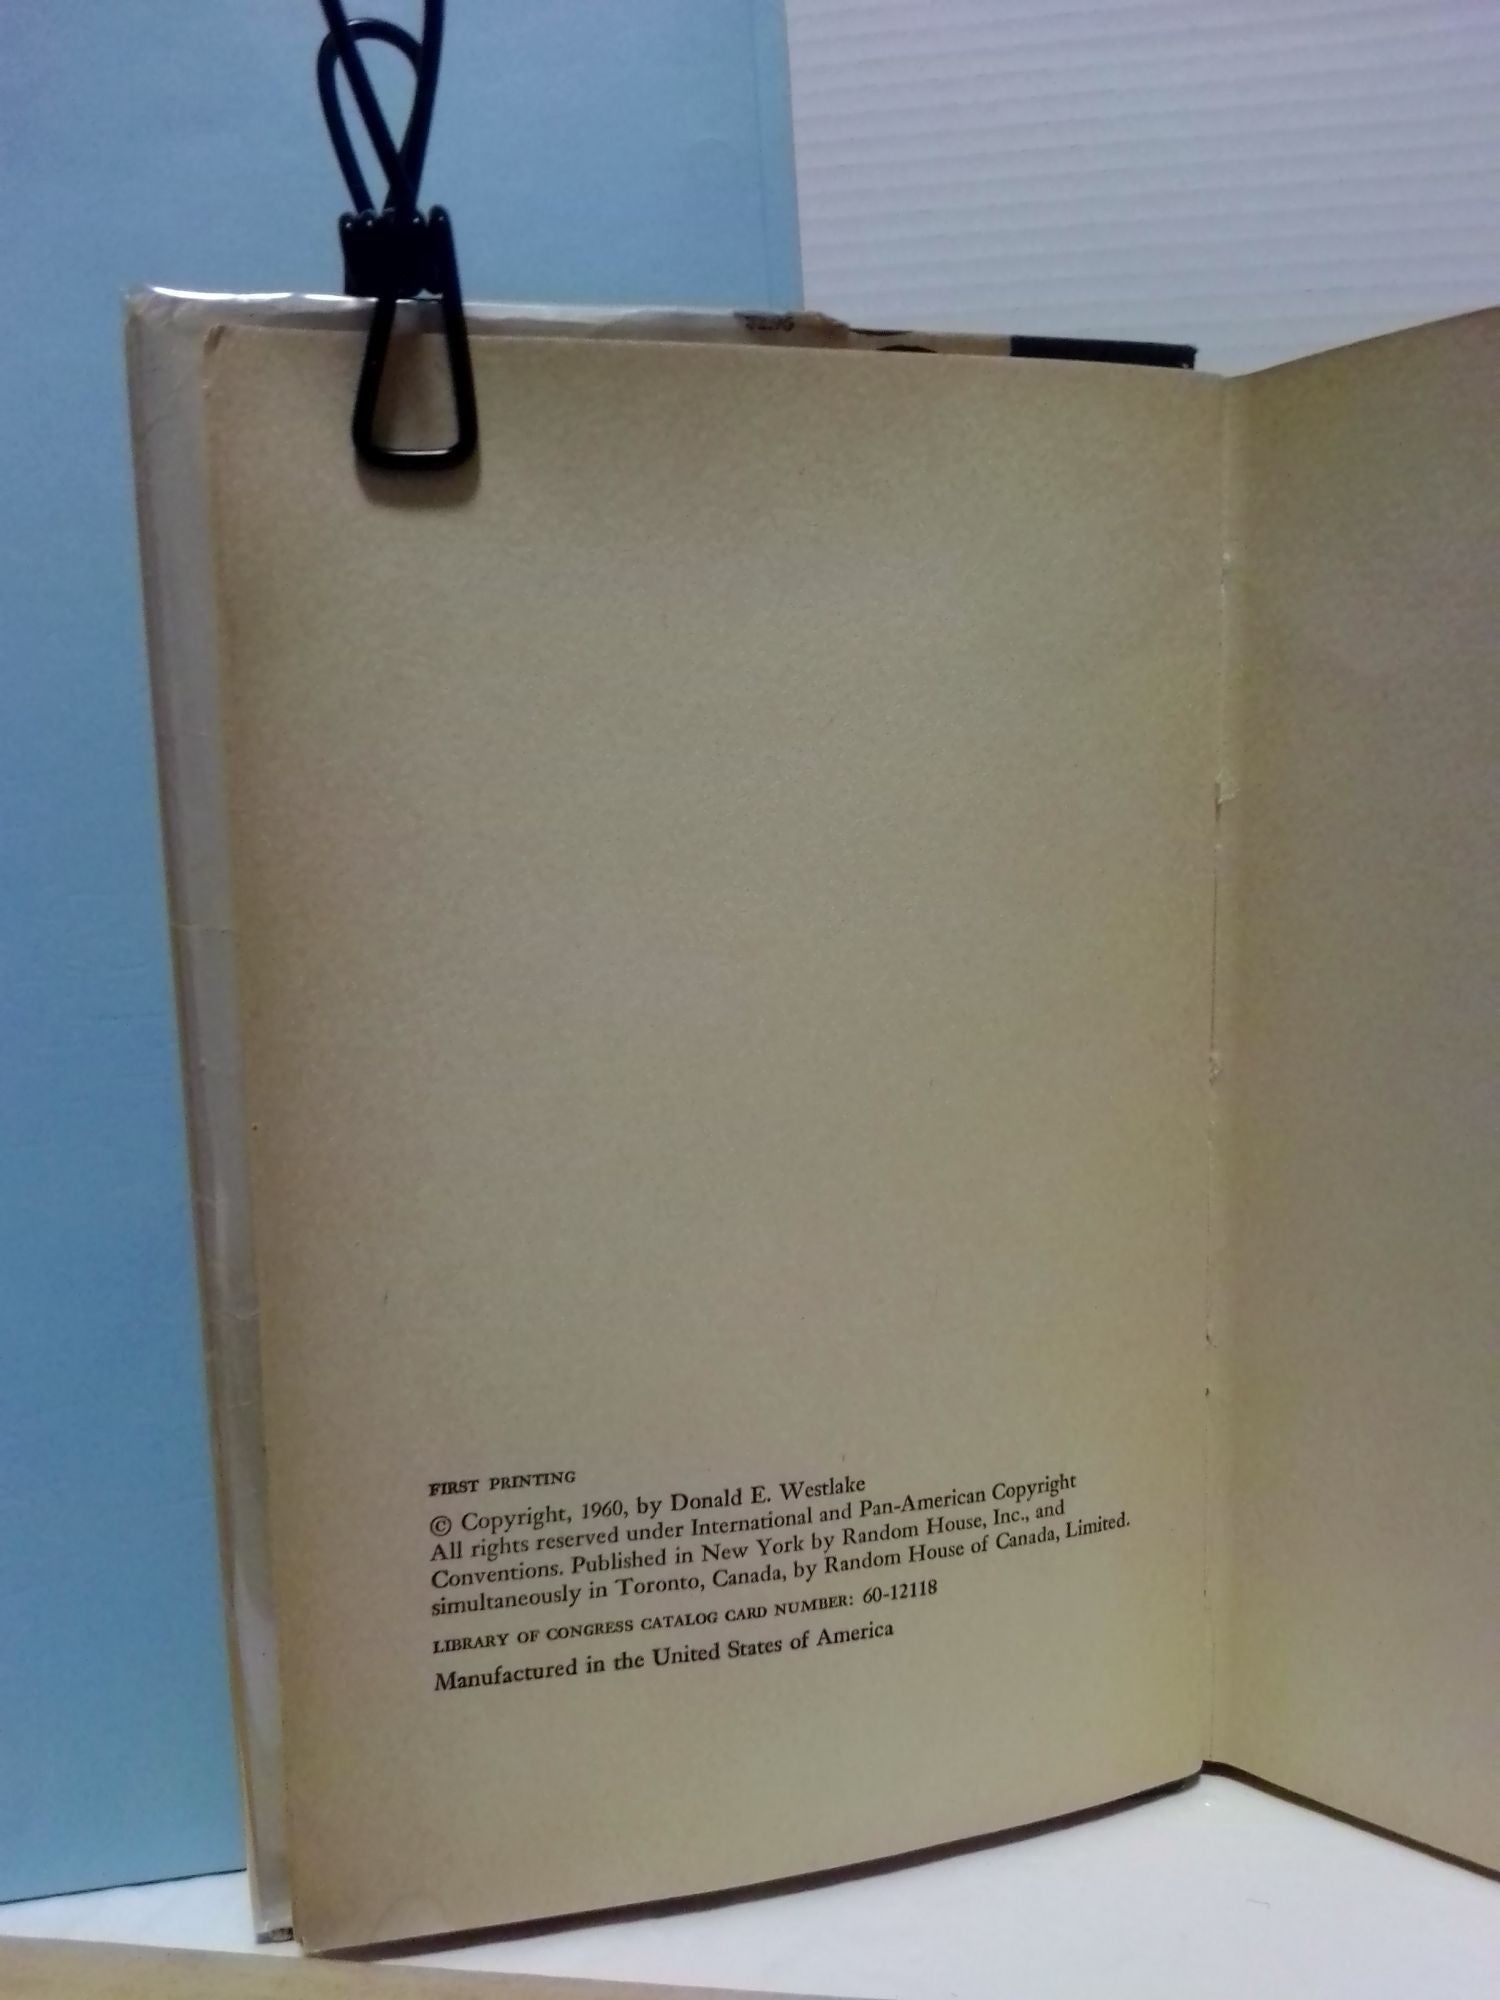 FIRST PRINTING
© Copyright, 1960, by Donald E. Westlake
All rights reserved under International and Pan-American Copyright
Conventions. Published in New York by Random House, Inc., and
simultaneously in Toronto, Canada, by Random House of Canada, Limited.
LIBRARY OF CONGRESS CATALOG CARD NUMBER: 60-12118
Manufactured in the United States of America